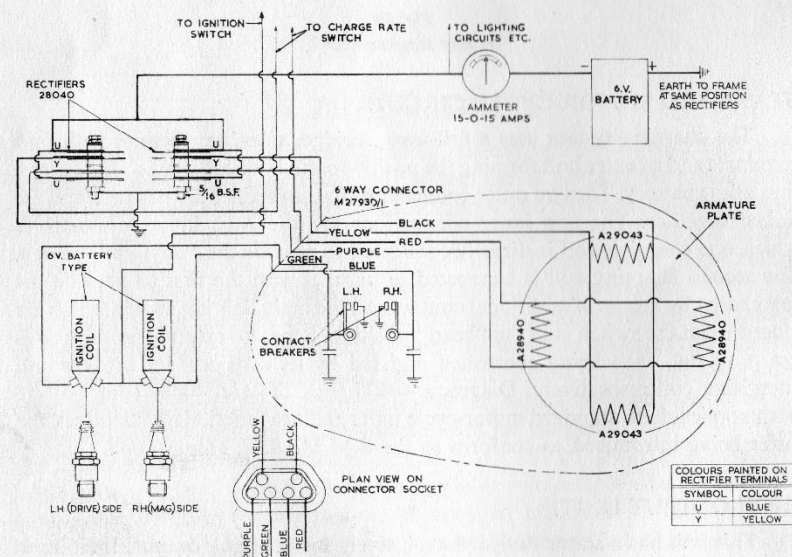 TO IGNITION
SWITCH
TO CHARGE RATE
SWITCH
TO LIGHTING
CIRCUITS ETC.
RECTIFIERS
28040
AMMETER
15-0-15 AMPS
- +
6.V.
BATTERY
EARTH TO FRAME
AT SAME POSITION
AS RECTIFIERS
U U
Y Y
U U
5/16 B.S.F.
6 WAY CONNECTOR
M27930/1
BLACK
YELLOW
RED
PURPLE
GREEN
BLUE
ARMATURE
PLATE
A29043
6V. BATTERY
TYPE
IGNITION
COIL
IGNITION
COIL
L.H. R.H.
CONTACT
BREAKERS
A28940
A28940
A29043
LH (DRIVE) SIDE
RH(MAG) SIDE
YELLOW
BLACK
PLAN VIEW ON
CONNECTOR SOCKET
PURPLE
GREEN
BLUE
RED
COLOURS PAINTED ON
RECTIFIER TERMINALS
SYMBOL COLOUR
U BLUE
Y YELLOW